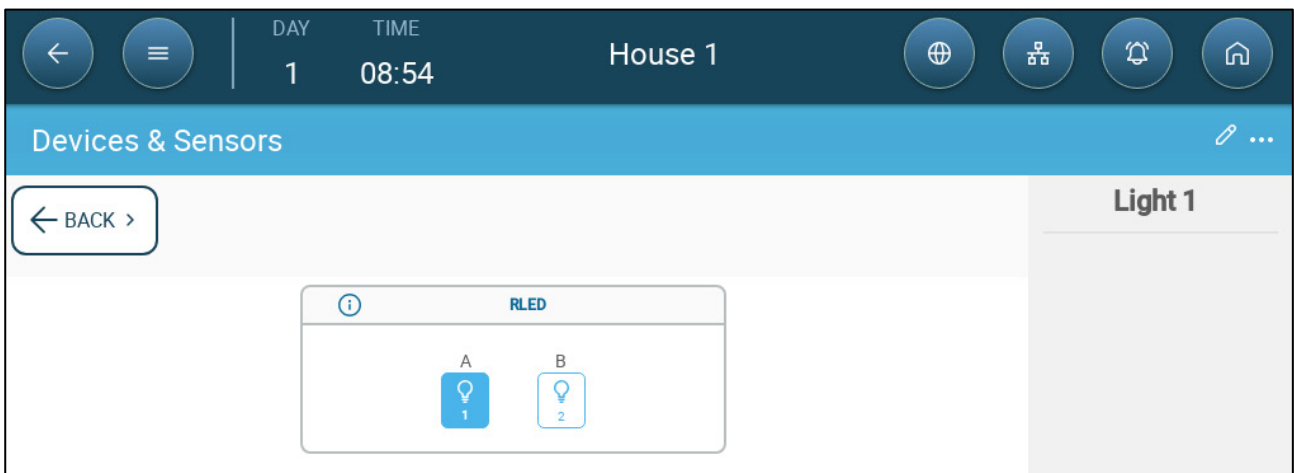 DAY TIME
1 08:54
House 1
Devices & Sensors
BACK
Light 1
RLED
A B
1 2